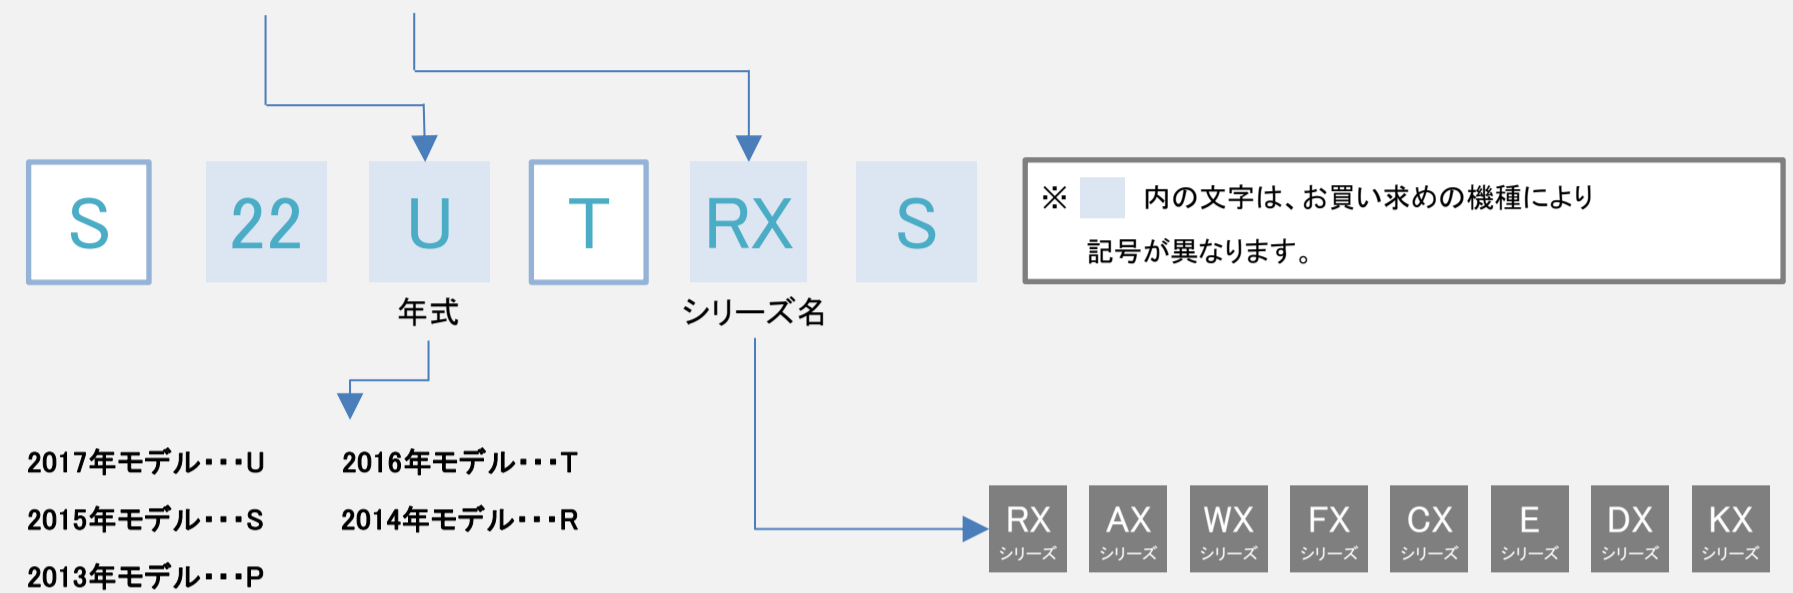 S 22 U T RX S
※ 内の文字は、お買い求めの機種により
記号が異なります。
年式 シリーズ名
2017年モデル・・・U 2016年モデル・・・T
2015年モデル・・・S 2014年モデル・・・R
2013年モデル・・・P
RX AX WX FX CX E DX KX
シリーズ シリーズ シリーズ シリーズ シリーズ シリーズ シリーズ シリーズ